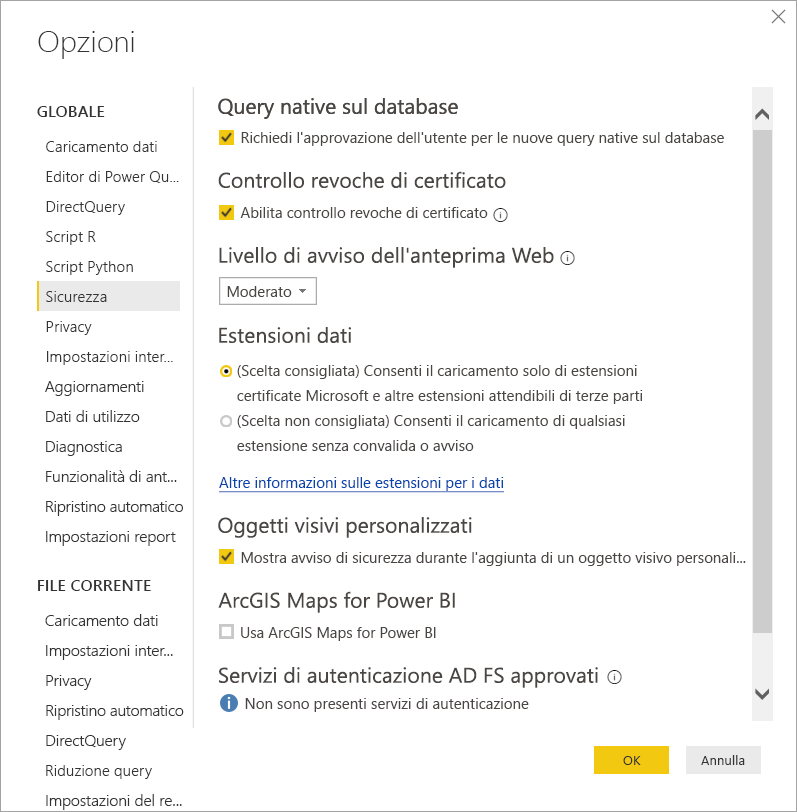 Opzioni
GLOBALE
Caricamento dati
Editor di Power Qu...
DirectQuery
Script R
Script Python
Sicurezza
Privacy
Impostazioni inter...
Aggiornamenti
Dati di utilizzo
Diagnostica
Funzionalità di ant...
Ripristino automatico
Impostazioni report
FILE CORRENTE
Caricamento dati
Impostazioni inter...
Privacy
Ripristino automatico
DirectQuery
Riduzione query
Impostazioni del re...
Query native sul database
Richiedi l'approvazione dell'utente per le nuove query native sul database
Controllo revoche di certificato
Abilita controllo revoche di certificato
Livello di avviso dell'anteprima Web
Moderato
Estensioni dati
(Scelta consigliata) Consenti il caricamento solo di estensioni
certificate Microsoft e altre estensioni attendibili di terze parti
(Scelta non consigliata) Consenti il caricamento di qualsiasi
estensione senza convalida o avviso
Altre informazioni sulle estensioni per i dati
Oggetti visivi personalizzati
Mostra avviso di sicurezza durante l'aggiunta di un oggetto visivo personali...
ArcGIS Maps for Power BI
Usa ArcGIS Maps for Power BI
Servizi di autenticazione AD FS approvati
Non sono presenti servizi di autenticazione
OK
Annulla